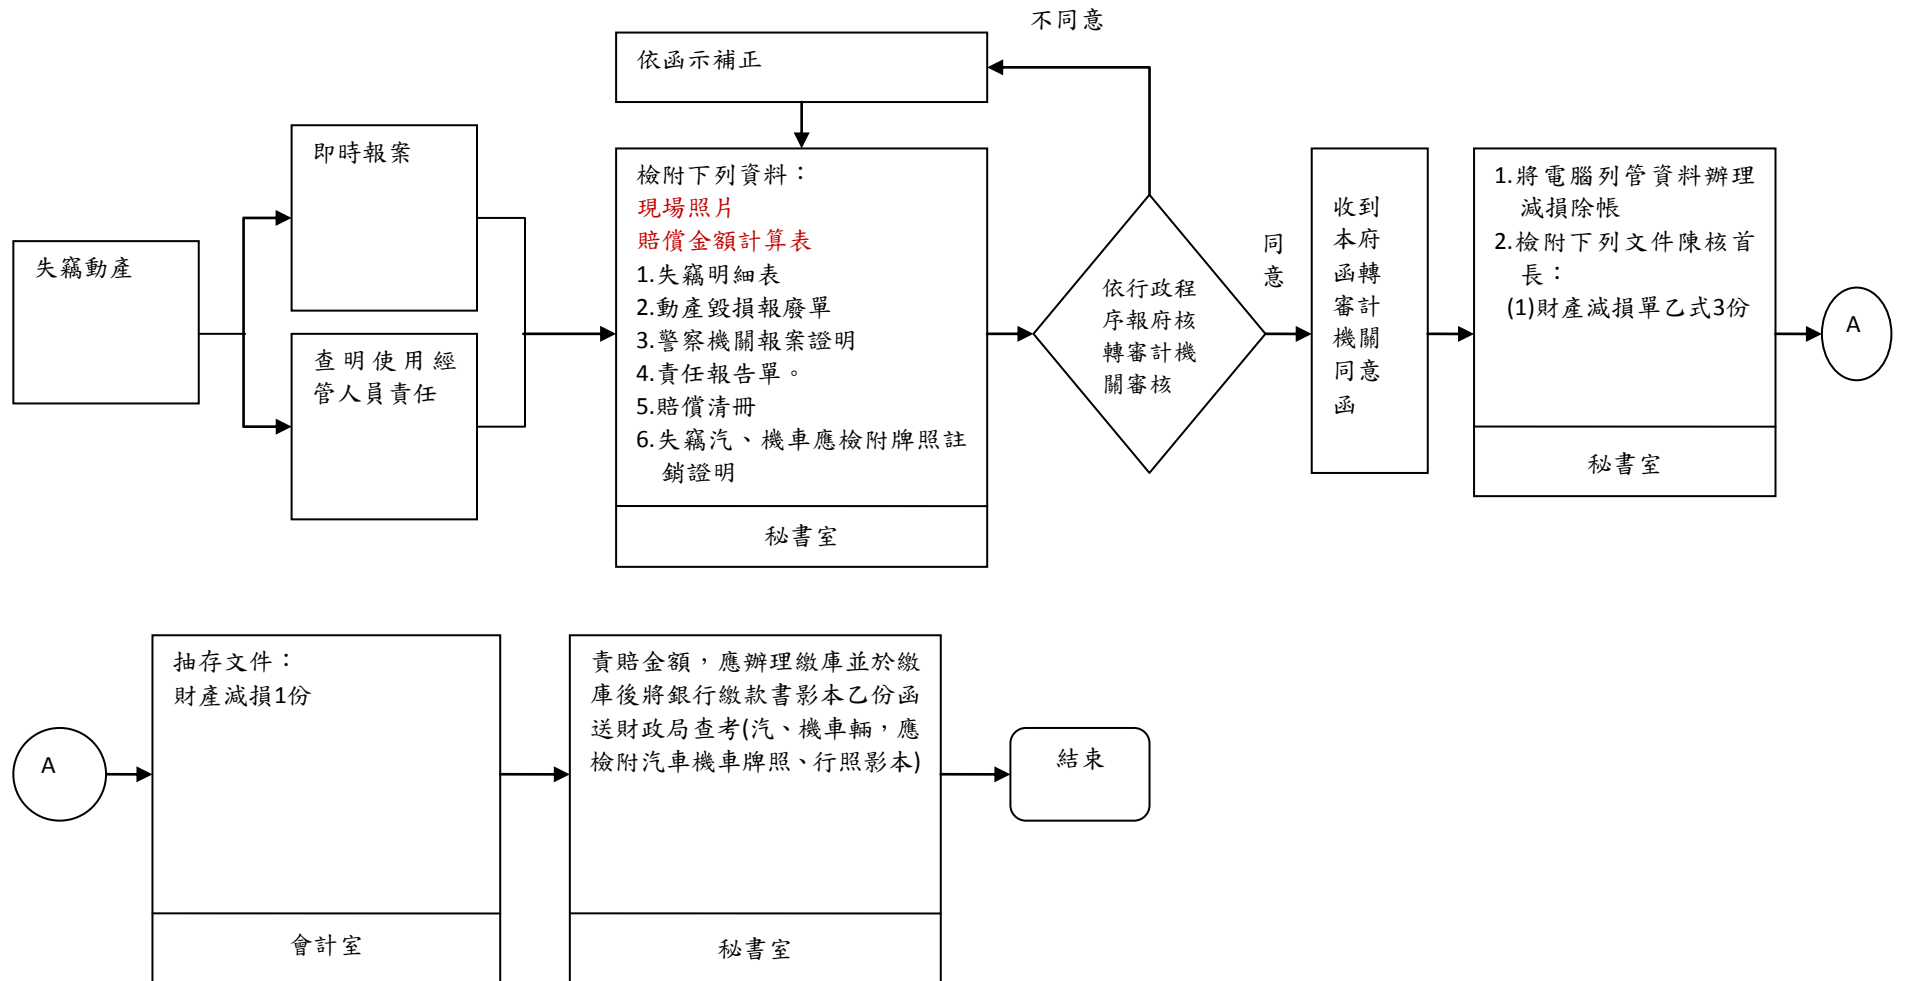 不同意
依函示補正
即時報案
失竊動產
查明使用經
管人員責任
檢附下列資料：
現場照片
賠償金額計算表
1.失竊明細表
2.動產毀損報廢單
3.警察機關報案證明
4.責任報告單。
5.賠償清冊
6.失竊汽、機車應檢附牌照註
銷證明
秘書室
依行政程
序報府核
轉審計機
關審核
同
意
收到
本府
函轉
審計
機關
同意
函
1.將電腦列管資料辦理
減損除帳
2.檢附下列文件陳核首
長：
(1)財產減損單乙式3份
秘書室
A
A
抽存文件：
財產減損1份
會計室
責賠金額，應辦理繳庫並於繳
庫後將銀行繳款書影本乙份函
送財政局查考(汽、機車輛，應
檢附汽車機車牌照、行照影本)
秘書室
結束